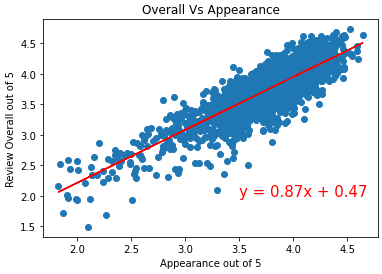 Overall Vs Appearance
Review Overall out of 5
4.5
4.0
3.5
3.0
2.5
2.0
1.5
y = 0.87x + 0.47
2.0 2.5 3.0 3.5 4.0 4.5
Appearance out of 5